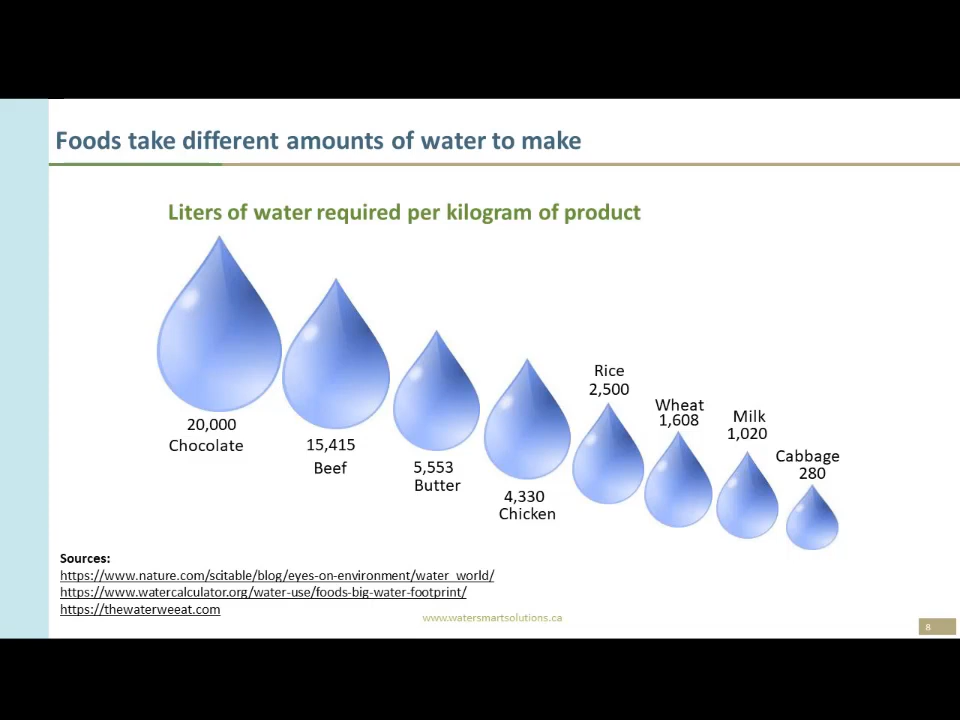 Foods take different amounts of water to make
Liters of water required per kilogram of product
20,000
Chocolate
15,415
Beef
5,553
Butter
4,330
Chicken
Rice
2,500
Wheat
1,608
Milk
1,020
Cabbage
280
Sources:
https://www.nature.com/scitable/blog/eyes-on-environment/water_world/
https://www.watercalculator.org/water-use/foods-big-water-footprint/
https://thewaterweeat.com
www.watersmartsolutions.ca
8